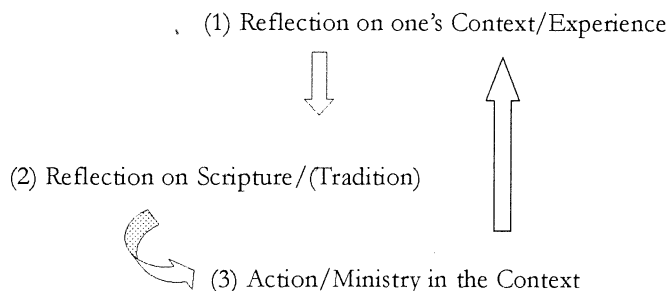 (1) Reflection on one's Context/Experience
(2) Reflection on Scripture/(Tradition)
(3) Action/Ministry in the Context